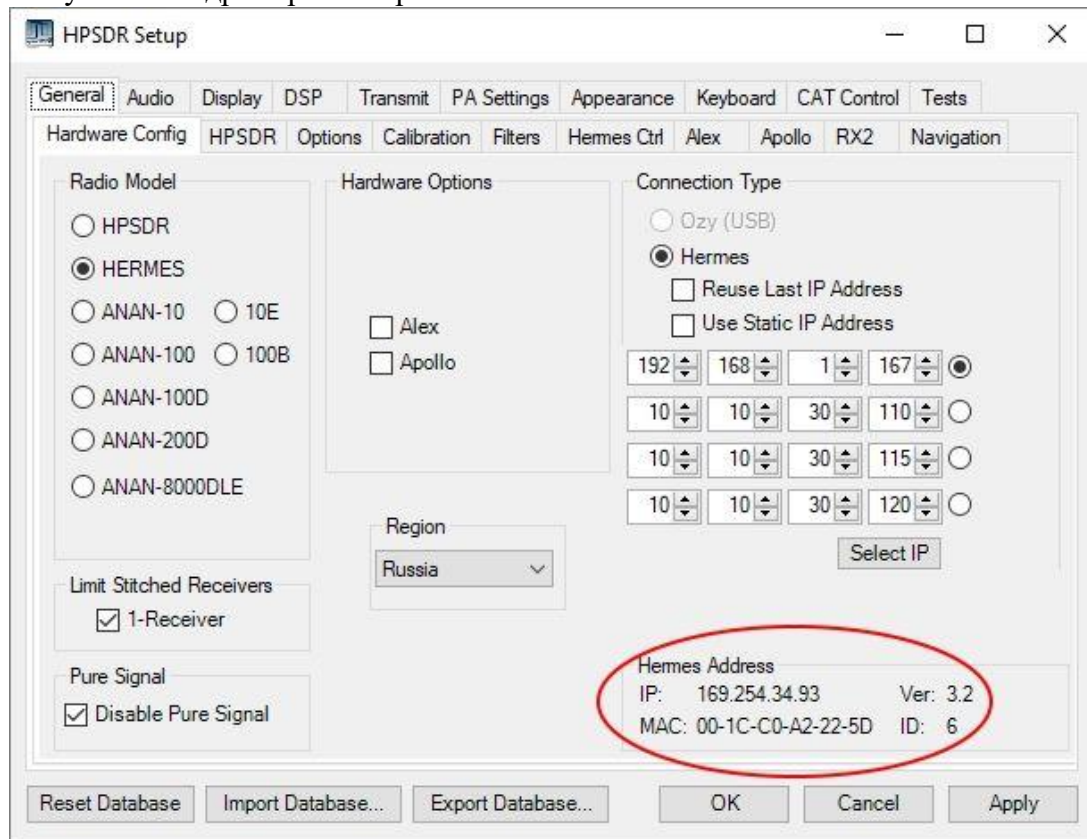 HPSDR Setup
General Audio Display DSP Transmit PA Settings Appearance Keyboard CAT Control Tests
Hardware Config HPSDR Options Calibration Filters Hermes Ctrl Alex Apollo RX2 Navigation
Radio Model
HPSDR
HERMES
ANAN-10 10E
ANAN-100 100B
ANAN-100D
ANAN-200D
ANAN-8000DLE
Limit Stitched Receivers
1-Receiver
Pure Signal
Disable Pure Signal
Hardware Options
Alex
Apollo
Region
Russia
Connection Type
Ozy (USB)
Hermes
Reuse Last IP Address
Use Static IP Address
192 168 1 167
10 10 30 110
10 10 30 115
10 10 30 120
Select IP
Hermes Address
IP: 169.254.34.93 Ver: 3.2
MAC: 00-1C-C0-A2-22-5D ID: 6
Reset Database Import Database... Export Database... OK Cancel Apply